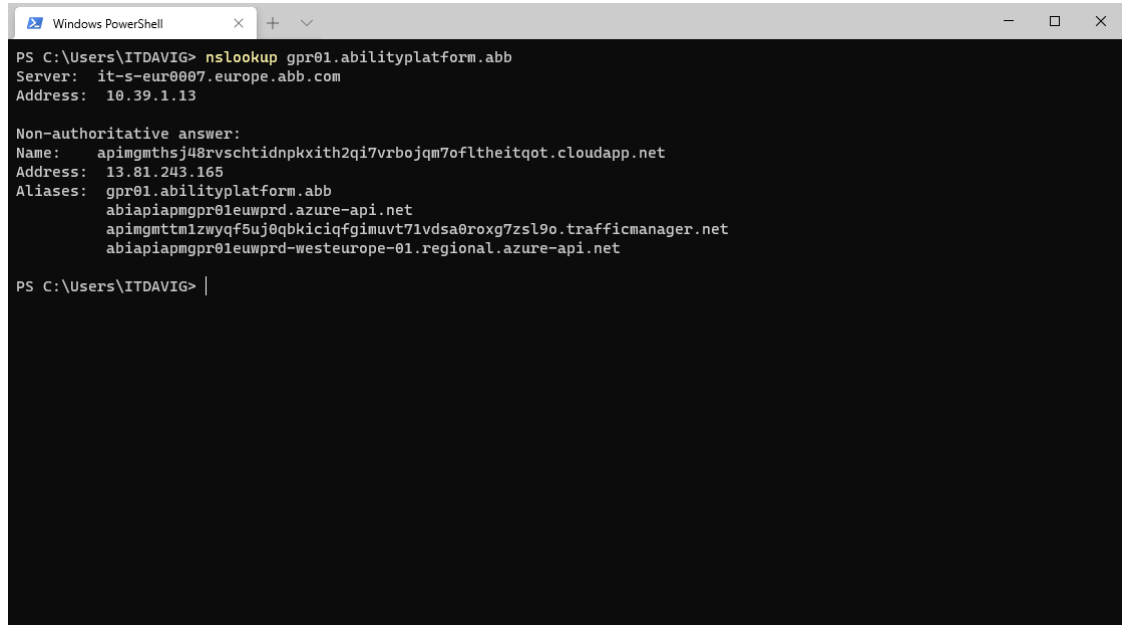 Windows PowerShell
PS C:\Users\ITDAVIG> nslookup gpr01.abilityplatform.abb
Server:  it-s-eur0007.europe.abb.com
Address:  10.39.1.13
Non-authoritative answer:
Name:    apimgmthsj48rvschtidnpkxith2qi7vrbojqm7ofltheitqot.cloudapp.net
Address:  13.81.243.165
Aliases:  gpr01.abilityplatform.abb
abiapiapmgpr01euwprd.azure-api.net
apimgmttm1zwyqf5uj0qbkiciqfgimuvt71vdsa0roxg7zsl9o.trafficmanager.net
abiapiapmgpr01euwprd-westeurope-01.regional.azure-api.net
PS C:\Users\ITDAVIG>